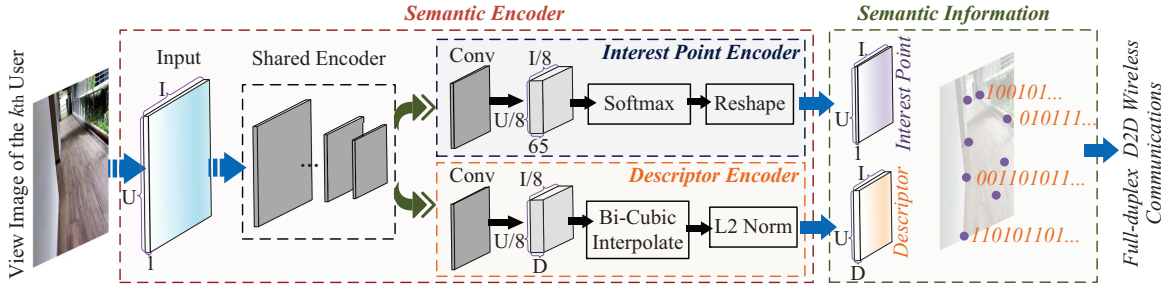 View Image of the kth User
Semantic Encoder
Input
I
U
1
Shared Encoder
...
Interest Point Encoder
Conv
I/8
U/8
65
Softmax
Reshape
Descriptor Encoder
Conv
I/8
U/8
D
Bi-Cubic
Interpolate
L2 Norm
Semantic Information
I
U
1
Interest Point
I
U
D
Descriptor
100101...
010111...
001101011...
110101101...
Full-duplex D2D Wireless
Communications